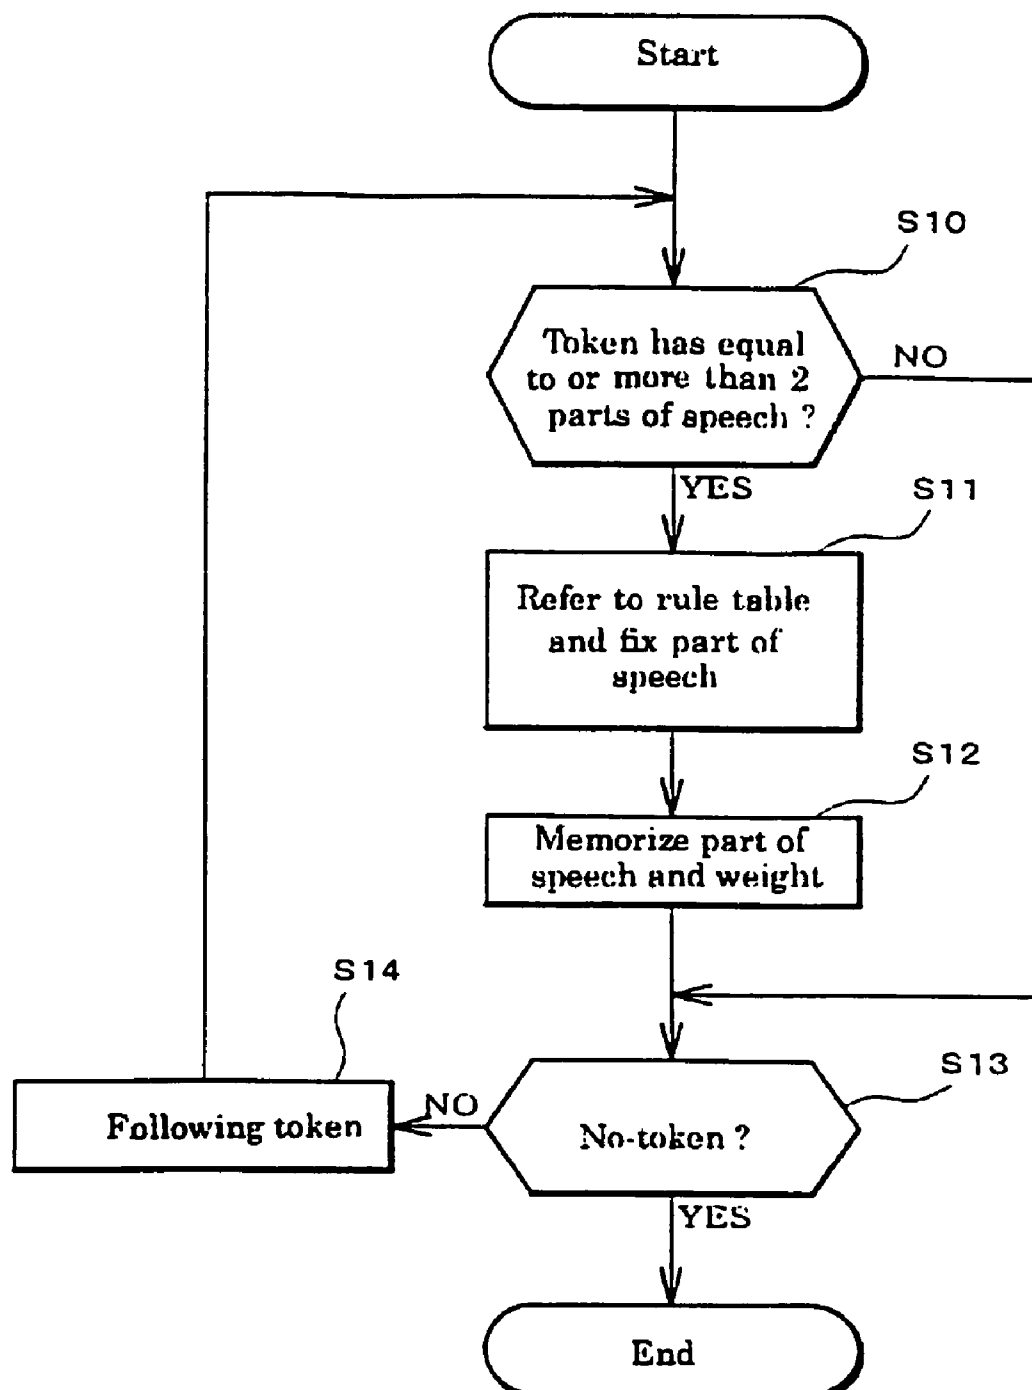 Start
S10
Token has equal
to or more than 2
parts of speech ?
NO
YES
S11
Refer to rule table
and fix part of
speech
S12
Memorize part of
speech and weight
S14
S13
Following token
NO
No-token ?
YES
End